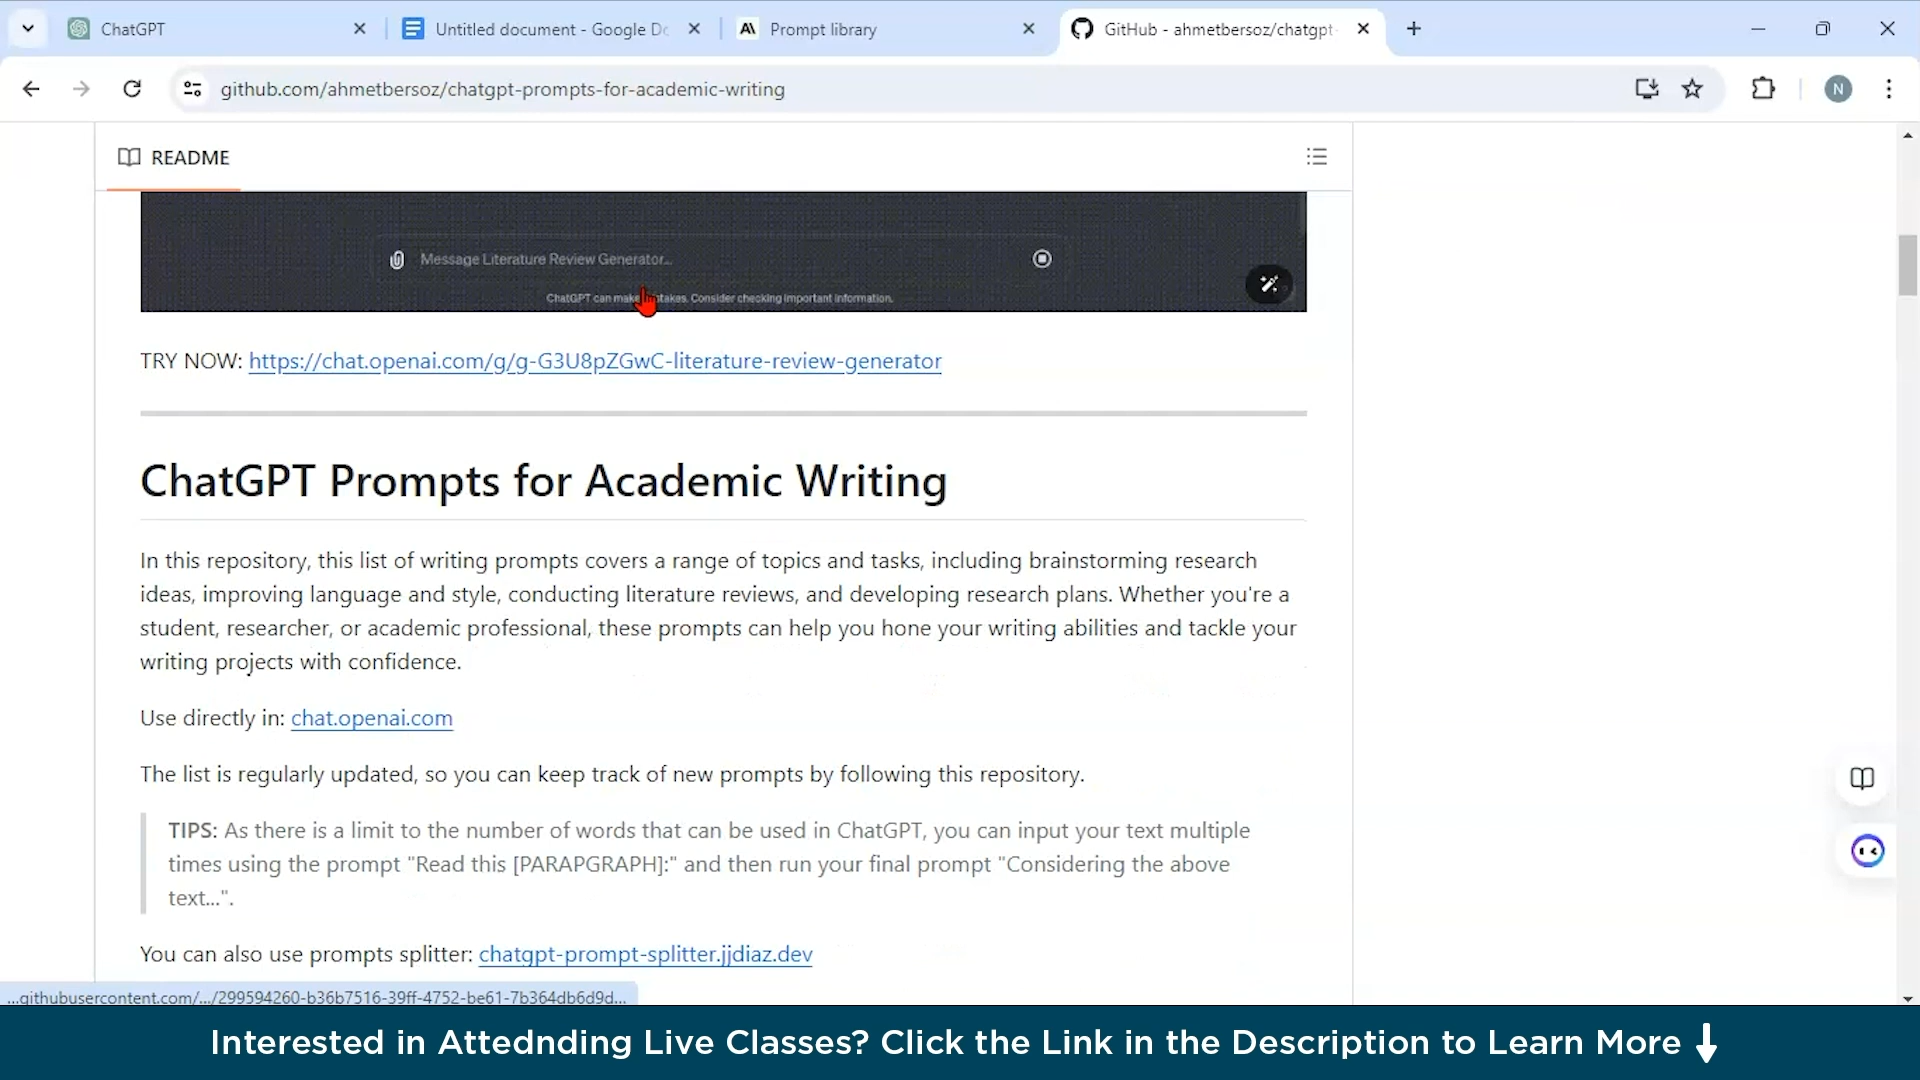 ChatGPT
Untitled document - Google Dc
Prompt library
GitHub - ahmetbersoz/chatgpt-
github.com/ahmetbersoz/chatgpt-prompts-for-academic-writing
N
README
Message Literature Review Generator...
ChatGPT can make mistakes. Consider checking important information.
TRY NOW: https://chat.openai.com/g/g-G3U8pZGwC-literature-review-generator
ChatGPT Prompts for Academic Writing
In this repository, this list of writing prompts covers a range of topics and tasks, including brainstorming research
ideas, improving language and style, conducting literature reviews, and developing research plans. Whether you're a
student, researcher, or academic professional, these prompts can help you hone your writing abilities and tackle your
writing projects with confidence.
Use directly in: chat.openai.com
The list is regularly updated, so you can keep track of new prompts by following this repository.
TIPS: As there is a limit to the number of words that can be used in ChatGPT, you can input your text multiple
times using the prompt "Read this [PARAPGRAPH]:" and then run your final prompt "Considering the above
text...".
You can also use prompts splitter: chatgpt-prompt-splitter.jjdiaz.dev
...githubusercontent.com/.../299594260-b36b7516-39ff-4752-be61-7b364db6d9d...
Interested in Attednding Live Classes? Click the Link in the Description to Learn More